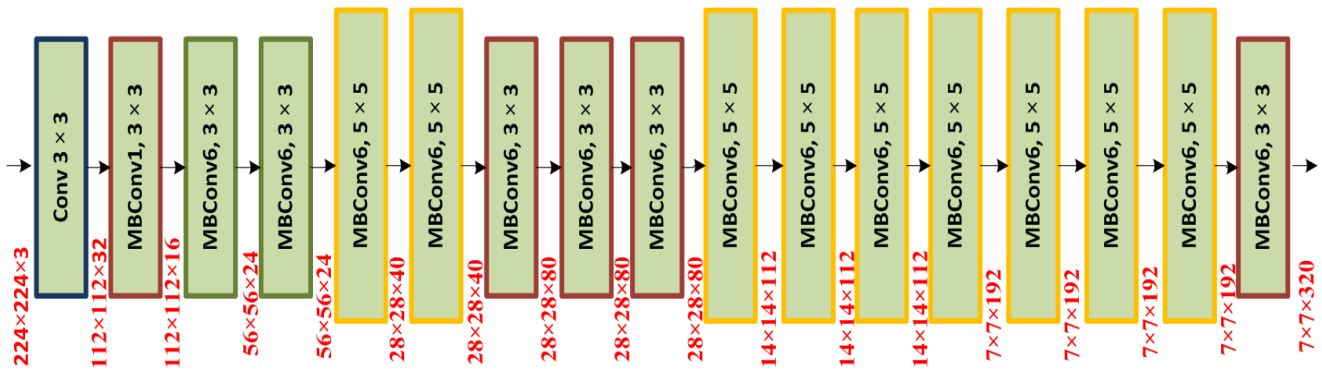 224×224×3
Conv 3 × 3
112×112×32
MBConv1, 3 × 3
112×112×16
MBConv6, 3 × 3
56×56×24
MBConv6, 3 × 3
56×56×24
MBConv6, 5 × 5
28×28×40
MBConv6, 5 × 5
28×28×40
MBConv6, 3 × 3
28×28×80
MBConv6, 3 × 3
28×28×80
MBConv6, 3 × 3
28×28×80
MBConv6, 5 × 5
14×14×112
MBConv6, 5 × 5
14×14×112
MBConv6, 5 × 5
14×14×112
MBConv6, 5 × 5
7×7×192
MBConv6, 5 × 5
7×7×192
MBConv6, 5 × 5
7×7×192
MBConv6, 5 × 5
7×7×192
MBConv6, 3 × 3
7×7×320